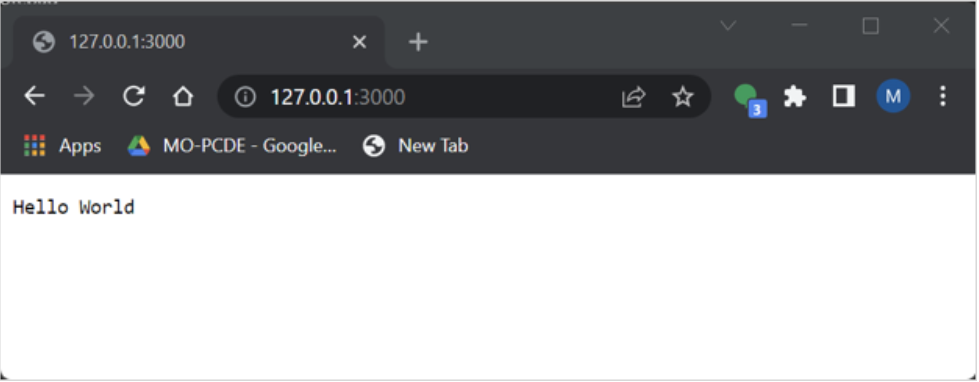 127.0.0.1:3000
127.0.0.1:3000
3
M
Apps MO-PCDE - Google... New Tab
Hello World